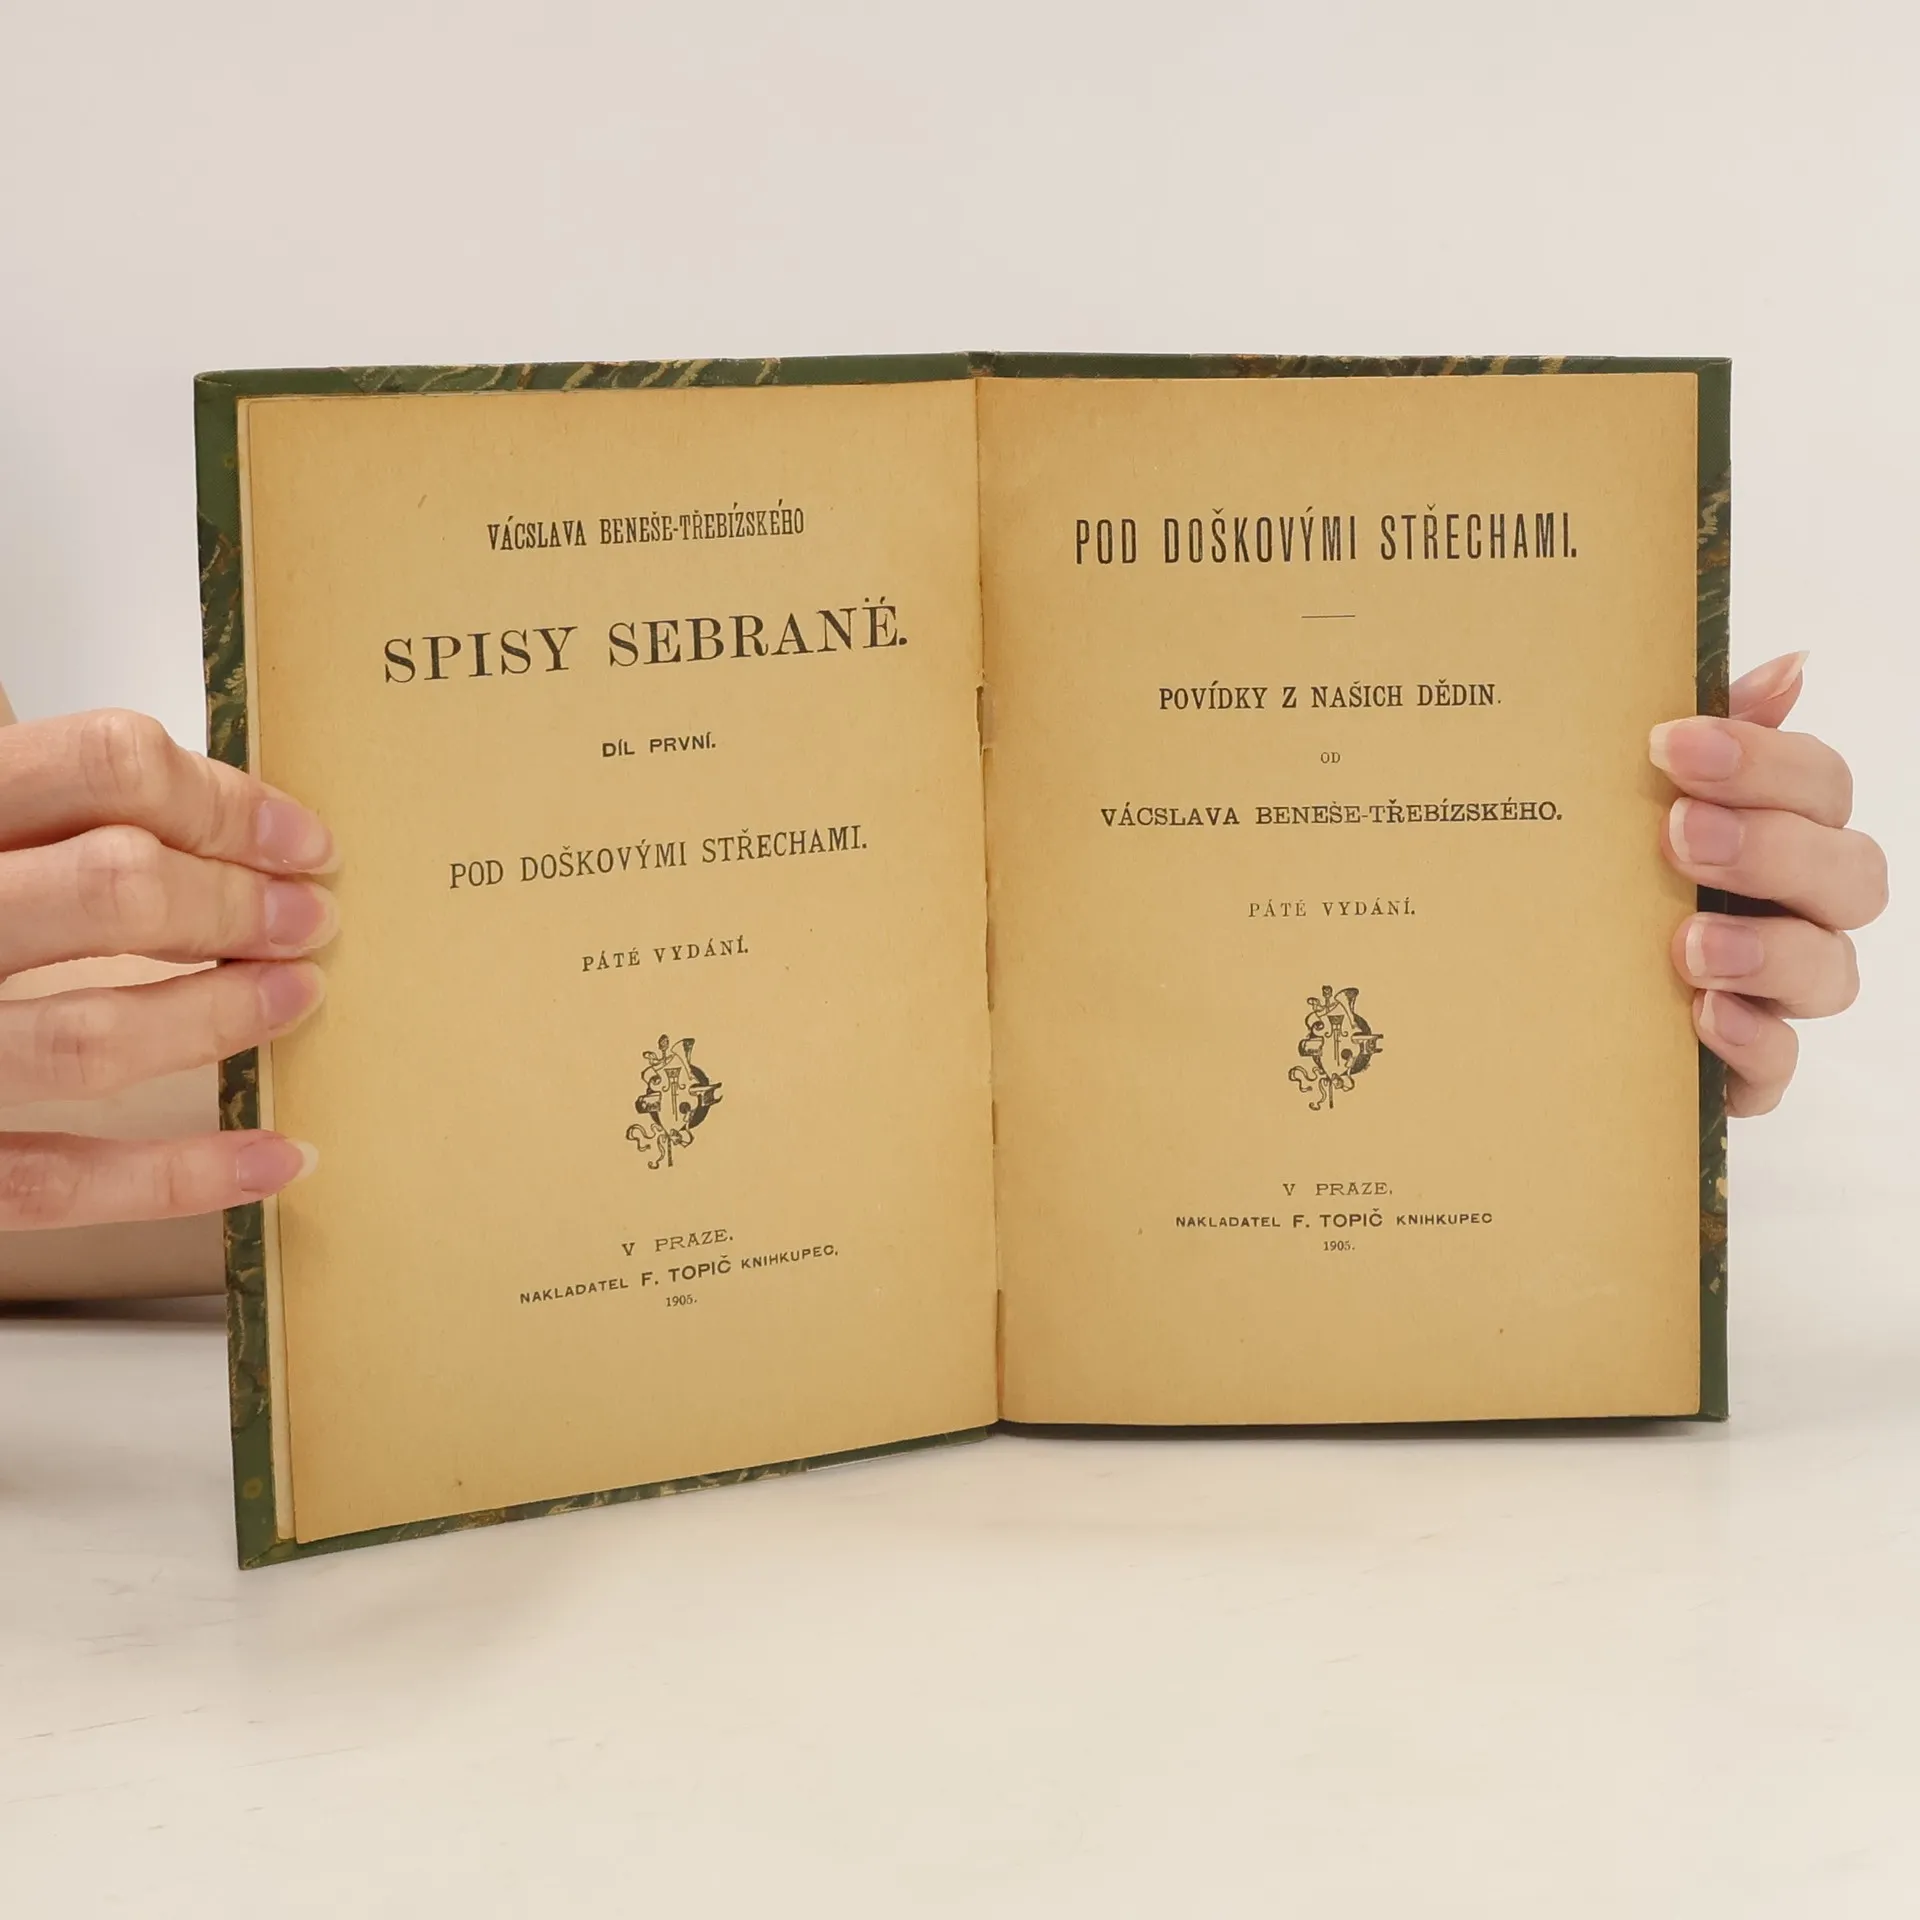 VÁCSLAVA BENEŠE-TŘEBÍZSKÉHO
SPISY SEBRANÉ.
DÍL PRVNÍ.
POD DOŠKOVÝMI STŘECHAMI.
PÁTÉ VYDÁNÍ.
V PRAZE.
NAKLADATEL F. TOPIČ KNIHKUPEC.
1905.
POD DOŠKOVÝMI STŘECHAMI.
POVÍDKY Z NAŠICH DĚDIN.
OD
VÁCSLAVA BENEŠE-TŘEBÍZSKÉHO.
PÁTÉ VYDÁNÍ.
V PRAZE.
NAKLADATEL F. TOPIČ KNIHKUPEC
1905.